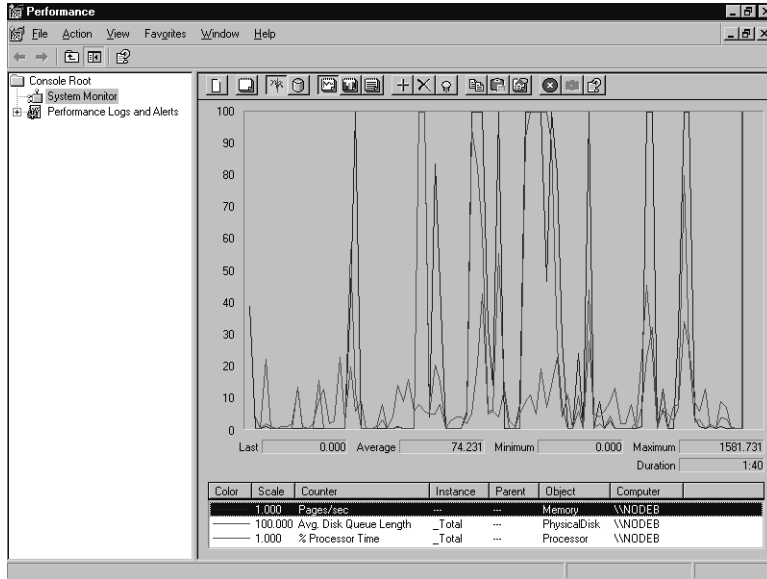 Performance
File Action View Favorites Window Help
Console Root
System Monitor
Performance Logs and Alerts
100
90
80
70
60
50
40
30
20
10
0
Last 0.000 Average 74.231 Minimum 0.000 Maximum 1581.731
Duration 1:40
Color Scale Counter Instance Parent Object Computer
1.000 Pages/sec --- --- Memory \\NODEB
100.000 Avg. Disk Queue Length _Total --- PhysicalDisk \\NODEB
1.000 % Processor Time _Total --- Processor \\NODEB